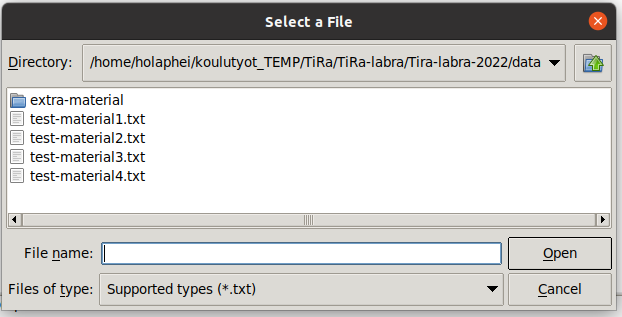 Select a File
Directory: /home/holaphei/koulutyot_TEMP/TiRa/TiRa-labra/Tira-labra-2022/data
extra-material
test-material1.txt
test-material2.txt
test-material3.txt
test-material4.txt
File name: Open
Files of type: Supported types (*.txt) Cancel